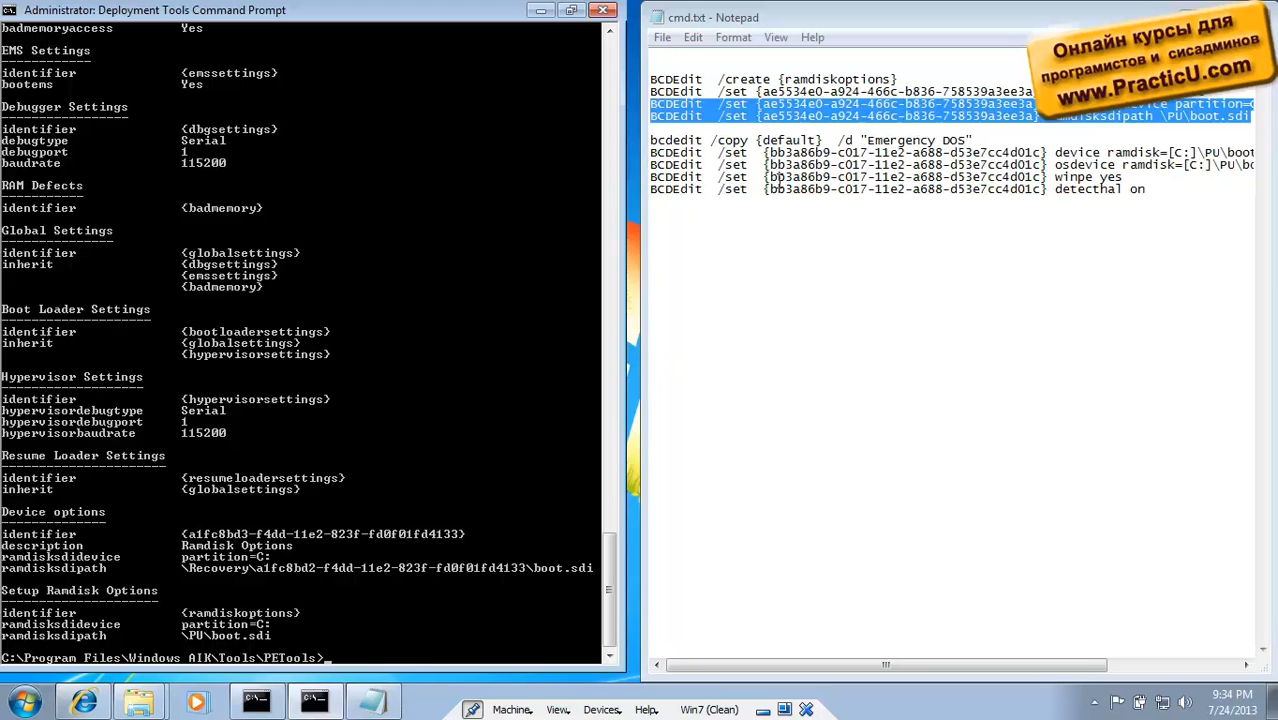 Administrator: Deployment Tools Command Prompt
badmemoryaccess Yes
EMS Settings
------------
identifier {emssettings}
bootems Yes
Debugger Settings
-----------------
identifier {dbgsettings}
debugtype Serial
debugport 1
baudrate 115200
RAM Defects
-----------
identifier {badmemory}
Global Settings
---------------
identifier {globalsettings}
inherit {dbgsettings}
{emssettings}
{badmemory}
Boot Loader Settings
--------------------
identifier {bootloadersettings}
inherit {globalsettings}
{hypervisorsettings}
Hypervisor Settings
-------------------
identifier {hypervisorsettings}
hypervisordebugtype Serial
hypervisordebugport 1
hypervisorbaudrate 115200
Resume Loader Settings
----------------------
identifier {resumeloadersettings}
inherit {globalsettings}
Device options
--------------
identifier {a1fc8bd3-f4dd-11e2-823f-fd0f01fd4133}
description Ramdisk Options
ramdisksdidevice partition=C:
ramdisksdipath \Recovery\a1fc8bd2-f4dd-11e2-823f-fd0f01fd4133\boot.sdi
Setup Ramdisk Options
---------------------
identifier {ramdiskoptions}
ramdisksdidevice partition=C:
ramdisksdipath \PU\boot.sdi
C:\Program Files\Windows AIK\Tools\PETools>_
cmd.txt - Notepad
File Edit Format View Help
BCDEdit /create {ramdiskoptions}
BCDEdit /set {ae5534e0-a924-466c-b836-758539a3ee3a}
BCDEdit /set {ae5534e0-a924-466c-b836-758539a3ee3a} partition=
BCDEdit /set {ae5534e0-a924-466c-b836-758539a3ee3a} ramdisksdipath \PU\boot.sdi
bcdedit /copy {default} /d "Emergency DOS"
BCDEdit /set {bb3a86b9-c017-11e2-a688-d53e7cc4d01c} device ramdisk=[C:]\PU\boot
BCDEdit /set {bb3a86b9-c017-11e2-a688-d53e7cc4d01c} osdevice ramdisk=[C:]\PU\bo
BCDEdit /set {bb3a86b9-c017-11e2-a688-d53e7cc4d01c} winpe yes
BCDEdit /set {bb3a86b9-c017-11e2-a688-d53e7cc4d01c} detecthal on
Онлайн курсы для
програмистов и сисадминов
www.PracticU.com
Machine View Devices Help Win7 (Clean)
9:34 PM
7/24/2013